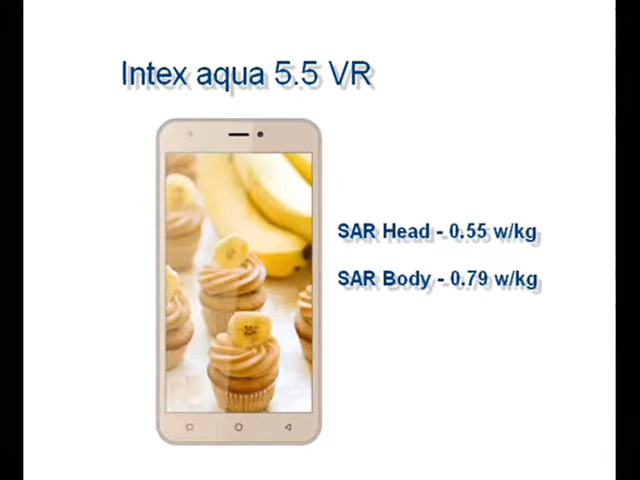 Intex aqua 5.5 VR
SAR Head - 0.55 w/kg
SAR Body - 0.79 w/kg